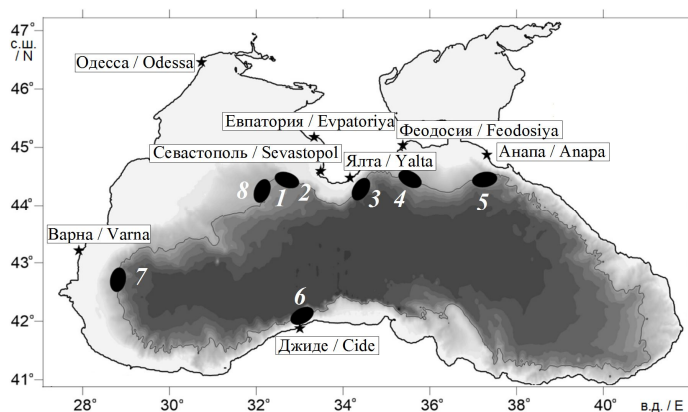 47°
с.ш.
/ N
46°
45°
44°
43°
42°
41°
Одесса / Odessa
Евпатория / Evpatoriya
Феодосия / Feodosiya
Севастополь / Sevastopol
Ялта / Yalta
Анапа / Anapa
8 1 2 3 4 5
Варна / Varna
7
6
Джиде / Cide
28° 30° 32° 34° 36° 38° 40° в.д. / E